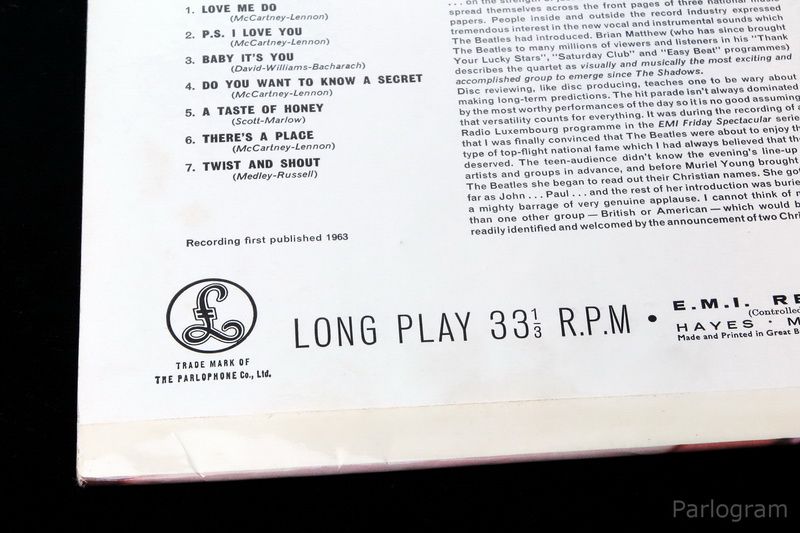 1. LOVE ME DO
(McCartney-Lennon)
2. P.S. I LOVE YOU
(McCartney-Lennon)
3. BABY IT'S YOU
(David-Williams-Bacharach)
4. DO YOU WANT TO KNOW A SECRET
(McCartney-Lennon)
5. A TASTE OF HONEY
(Scott-Marlow)
6. THERE'S A PLACE
(McCartney-Lennon)
7. TWIST AND SHOUT
(Medley-Russell)
Recording first published 1963
spread themselves across the front pages of three national
papers. People inside and outside the record industry expressed
tremendous interest in the new vocal and instrumental sounds which
The Beatles had introduced. Brian Matthew (who has since brought
The Beatles to many millions of viewers and listeners in his "Thank
Your Lucky Stars", "Saturday Club" and "Easy Beat" programmes)
describes the quartet as visually and musically the most exciting and
accomplished group to emerge since The Shadows.
Disc reviewing, like disc producing, teaches one to be wary about
making long-term predictions. The hit parade isn't always dominated
by the most worthy performances of the day so it is no good assuming
that versatility counts for everything. It was during the recording of a
Radio Luxembourg programme in the EMI Friday Spectacular serie
that I was finally convinced that The Beatles were about to enjoy th
type of top-flight national fame which I had always believed that the
deserved. The teen-audience didn't know the evening's line-up
artists and groups in advance, and before Muriel Young brought
The Beatles she began to read out their Christian names. She got
far as John . . . Paul . . . and the rest of her introduction was burie
a mighty barrage of very genuine applause. I cannot think of m
than one other group — British or American — which would b
readily identified and welcomed by the announcement of two Chri
£
TRADE MARK OF
THE PARLOPHONE Co., Ltd.
LONG PLAY 33⅓ R.P.M •
E.M.I. RE
(Controlled
HAYES · M
Made and Printed in Great B
Parlogram